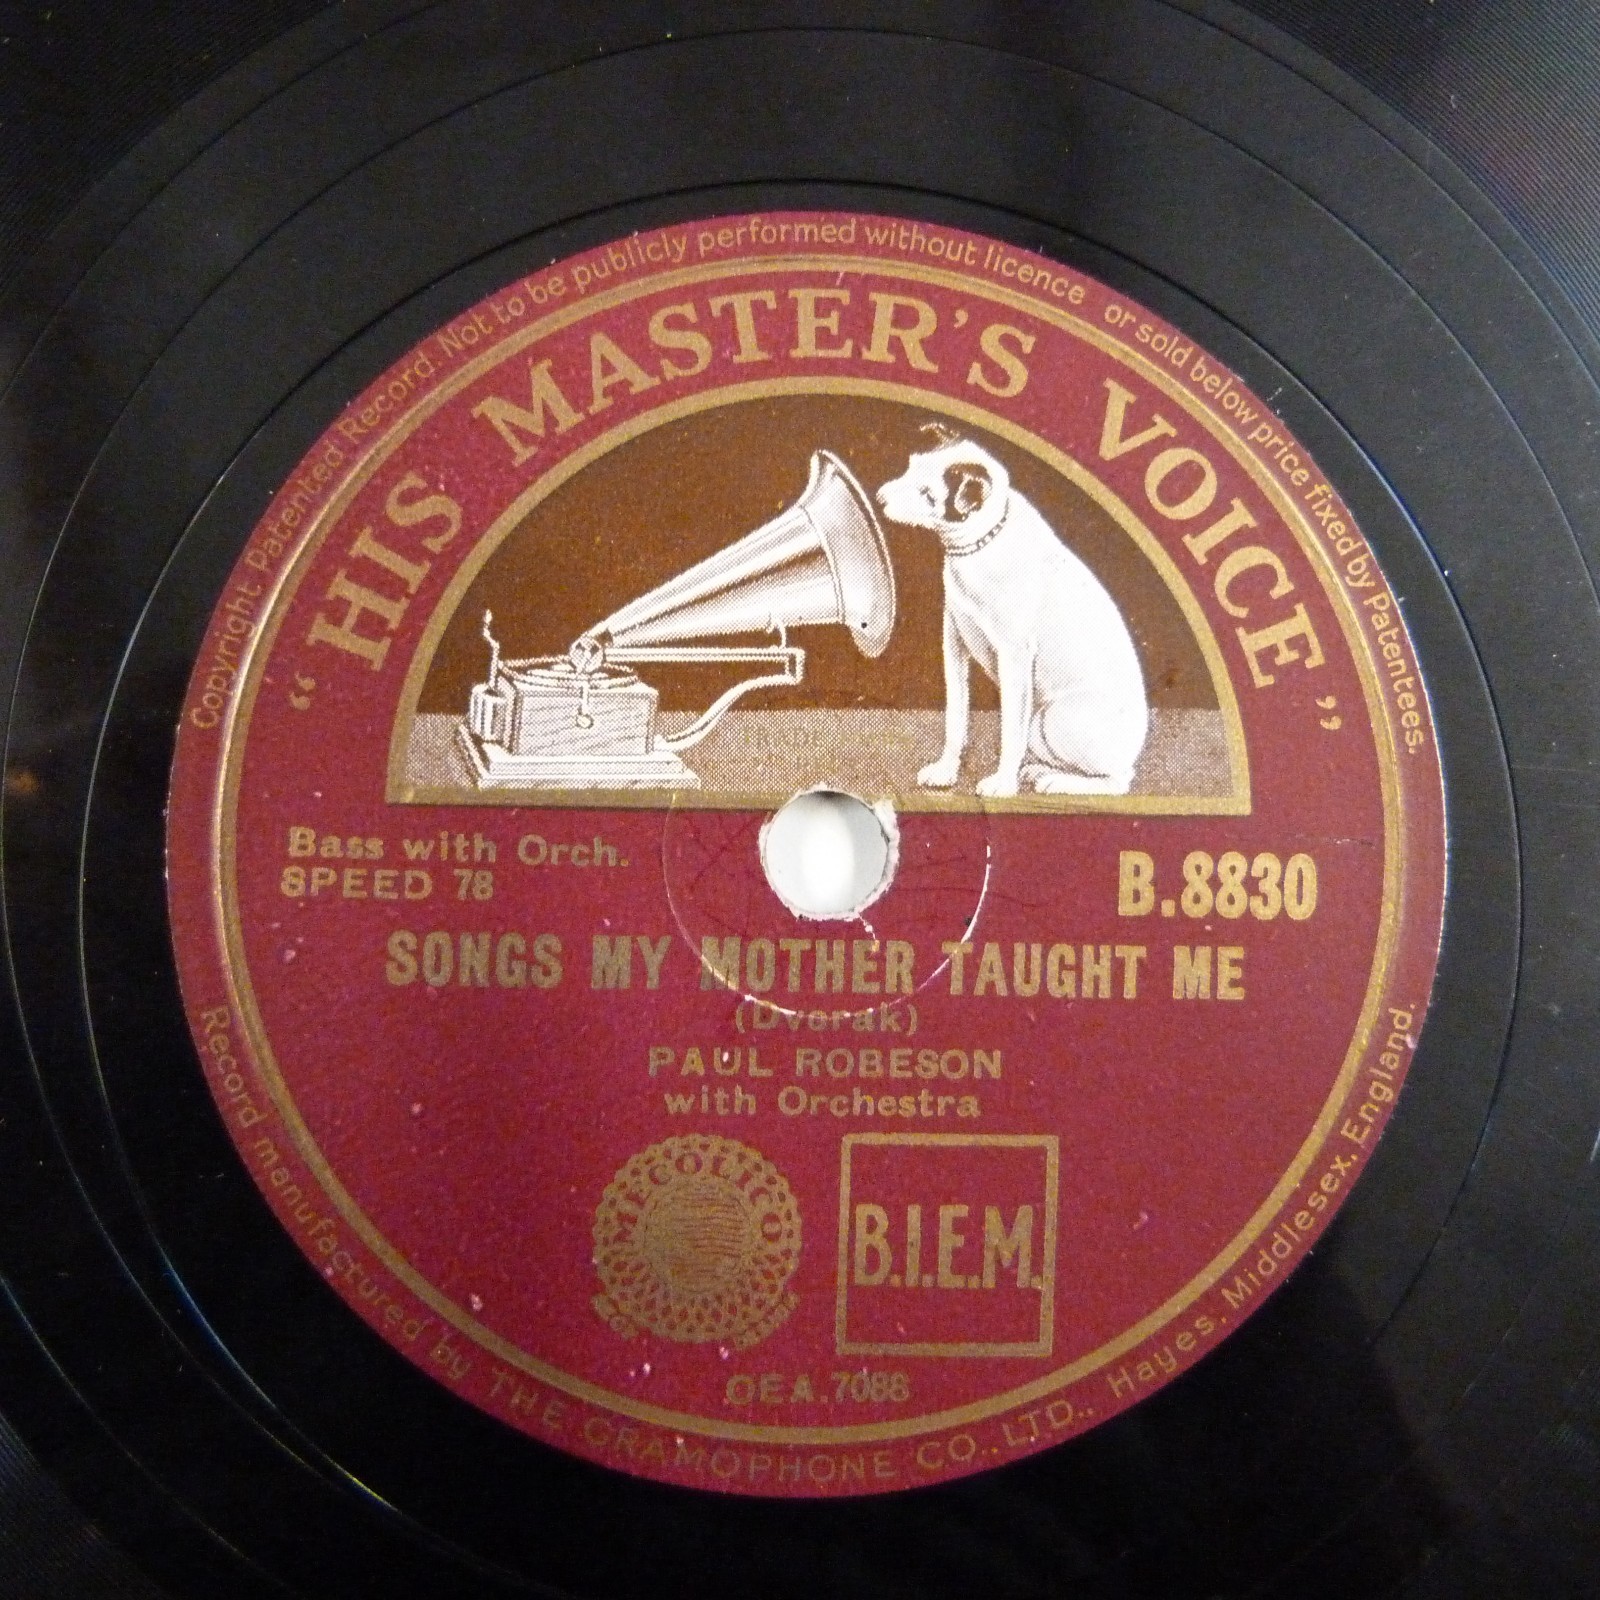 Copyright. Patented Record. Not to be publicly performed without licence or sold below price fixed by Patentees.
“HIS MASTER'S VOICE”
TRADE
Bass with Orch.
SPEED 78
B.8830
SONGS MY MOTHER TAUGHT ME
(Dvorak)
PAUL ROBESON
with Orchestra
MECOLICO
B.I.E.M.
OEA.7088
Record manufactured by THE GRAMOPHONE CO., LTD., Hayes, Middlesex, England.